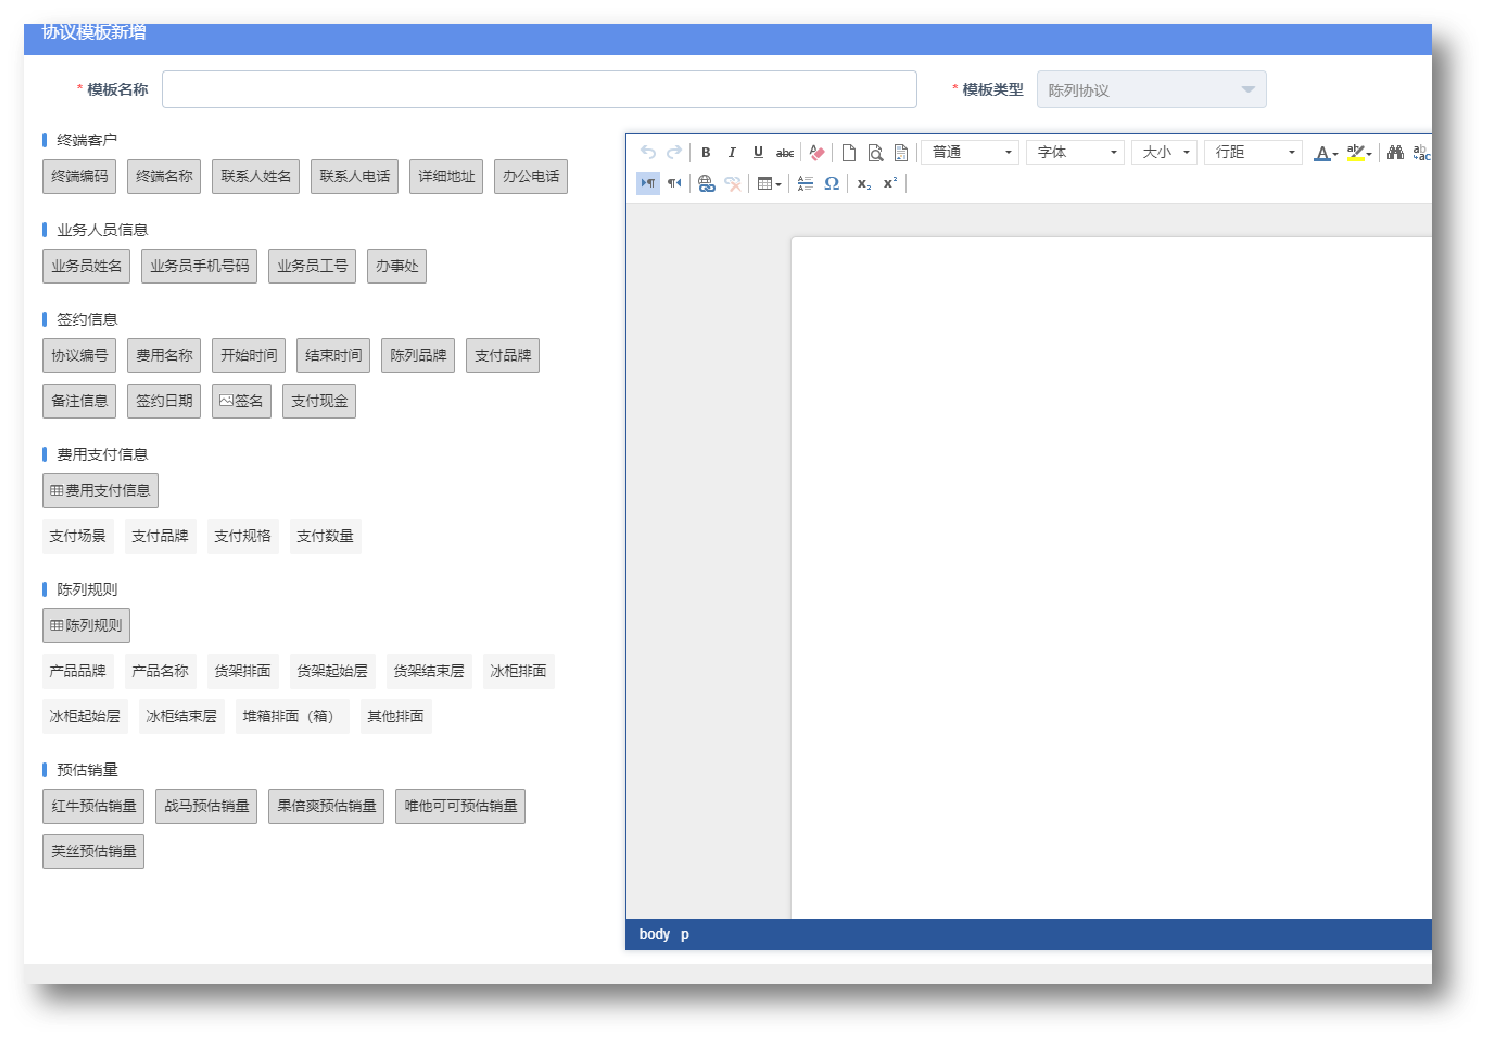 协议模板新增
* 模板名称
* 模板类型 陈列协议
终端客户
终端编码 终端名称 联系人姓名 联系人电话 详细地址 办公电话
业务人员信息
业务员姓名 业务员手机号码 业务员工号 办事处
签约信息
协议编号 费用名称 开始时间 结束时间 陈列品牌 支付品牌
备注信息 签约日期 签名 支付现金
费用支付信息
费用支付信息
支付场景 支付品牌 支付规格 支付数量
陈列规则
陈列规则
产品品牌 产品名称 货架排面 货架起始层 货架结束层 冰柜排面
冰柜起始层 冰柜结束层 堆箱排面（箱） 其他排面
预估销量
红牛预估销量 战马预估销量 果倍爽预估销量 唯他可可预估销量
芙丝预估销量
B I U abc 普通 字体 大小 行距 A ab
Ω x₂ x²
body p